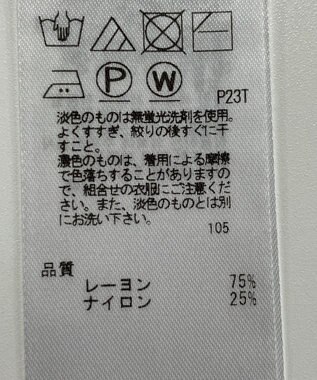 P W P23T
淡色のものは無蛍光洗剤を使用。
よくすすぎ、絞りの後すぐに干
すこと。
濃色のものは、着用による摩擦
で色落ちすることがありますの
で、組合せの衣服にご注意くだ
さい。また、淡色のものとは別
にお洗い下さい。
105
品質
レーヨン 75%
ナイロン 25%